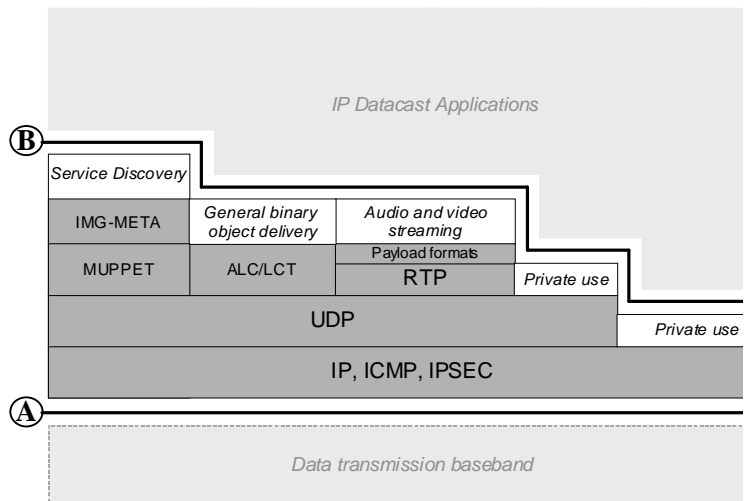 IP Datacast Applications
B
Service Discovery
IMG-META
General binary
object delivery
Audio and video
streaming
MUPPET
ALC/LCT
Payload formats
RTP
Private use
UDP
Private use
IP, ICMP, IPSEC
A
Data transmission baseband